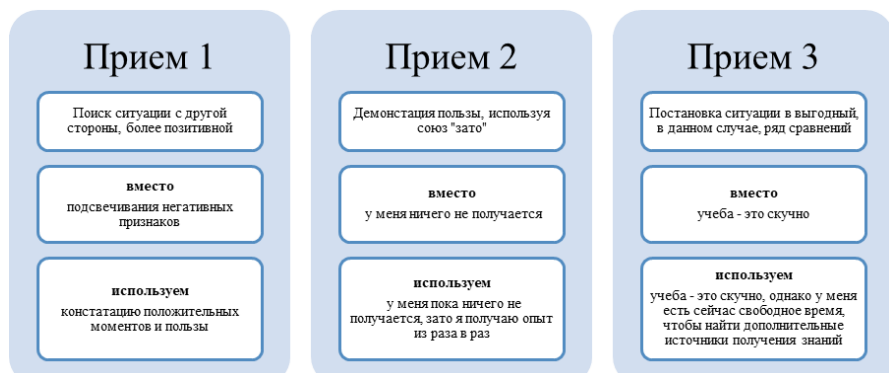 Прием 1
Поиск ситуации с другой
стороны, более позитивной
вместо
подсвечивания негативных
признаков
используем
констатацию положительных
моментов и пользы
Прием 2
Демонстация пользы, используя
союз "зато"
вместо
у меня ничего не получается
используем
у меня пока ничего не
получается, зато я получаю опыт
из раза в раз
Прием 3
Постановка ситуации в выгодный,
в данном случае, ряд сравнений
вместо
учеба - это скучно
используем
учеба - это скучно, однако у меня
есть сейчас свободное время,
чтобы найти дополнительные
источники получения знаний